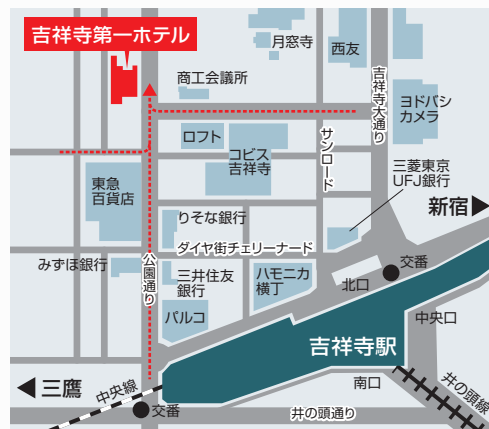 吉祥寺第一ホテル
月窓寺
西友
商工会議所
吉祥寺大通り
ヨドバシ
カメラ
ロフト
コピス
吉祥寺
サンロード
三菱東京
UFJ銀行
東急
百貨店
新宿▶
りそな銀行
ダイヤ街チェリーナード
みずほ銀行
公園通り
三井住友
銀行
ハモニカ
横丁
交番
北口
パルコ
中央口
吉祥寺駅
◀三鷹
中央線
南口
井の頭線
交番
井の頭通り